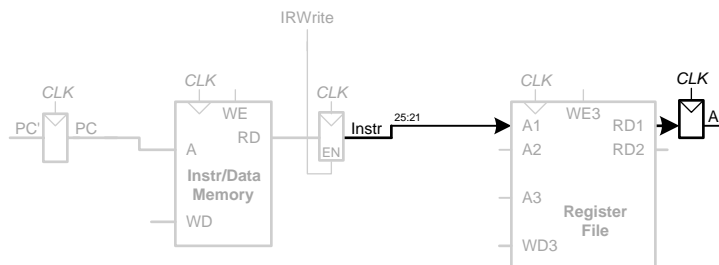 IRWrite
CLK
CLK
CLK
CLK
CLK
PC'
PC
WE
A
RD
Instr/Data
Memory
WD
EN
Instr
25:21
A1
A2
A3
WD3
WE3
RD1
RD2
Register
File
A